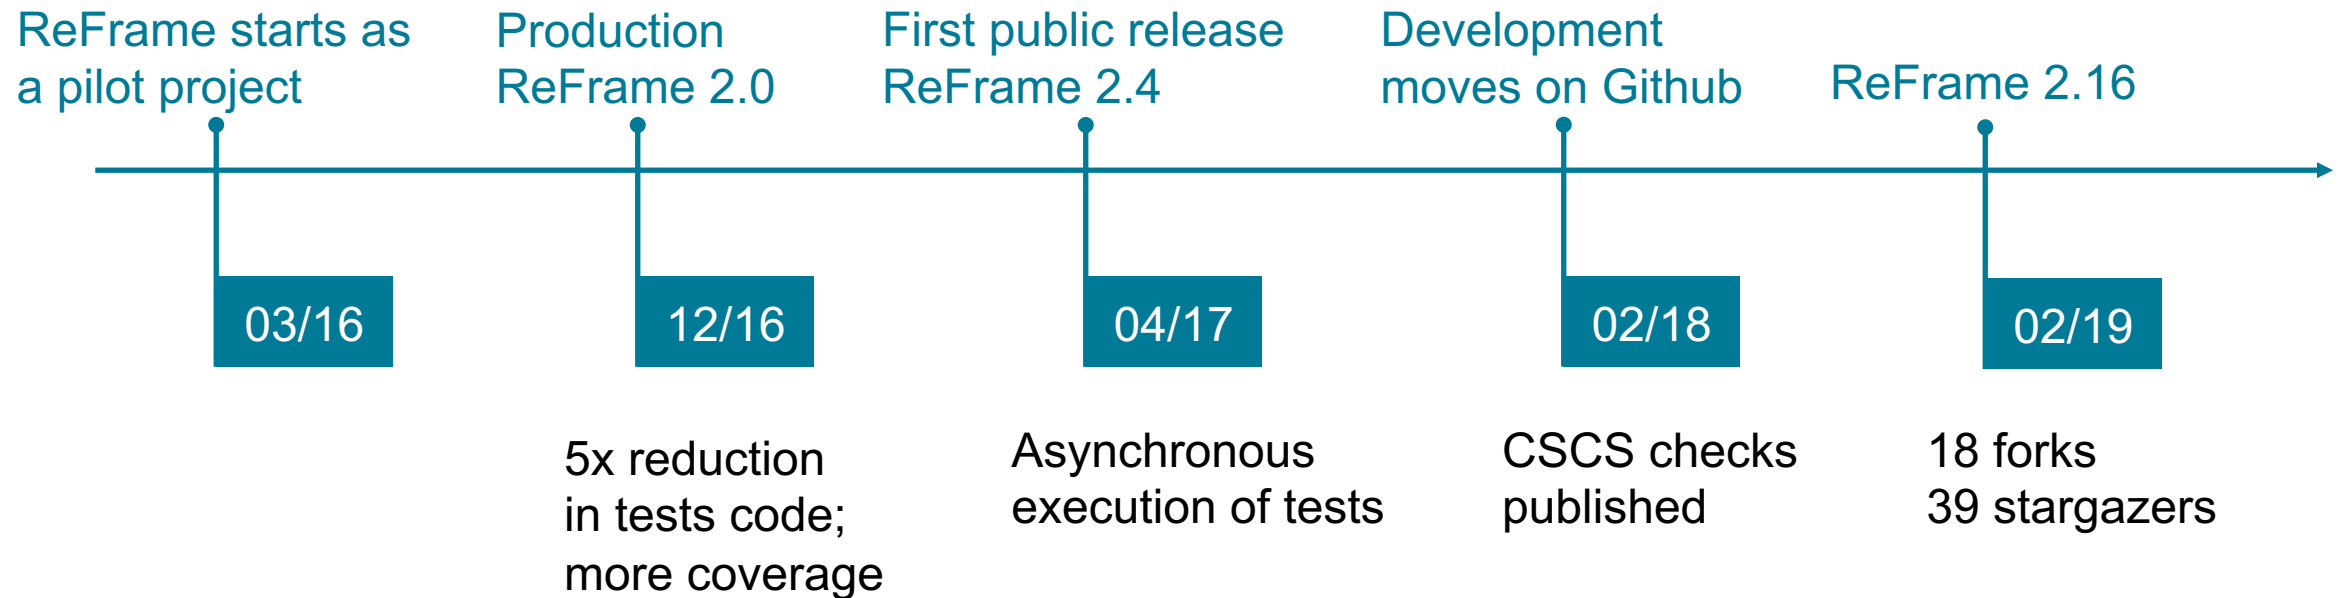 ReFrame starts as
a pilot project
Production
ReFrame 2.0
First public release
ReFrame 2.4
Development
moves on Github
ReFrame 2.16
03/16
12/16
04/17
02/18
02/19
5x reduction
in tests code;
more coverage
Asynchronous
execution of tests
CSCS checks
published
18 forks
39 stargazers